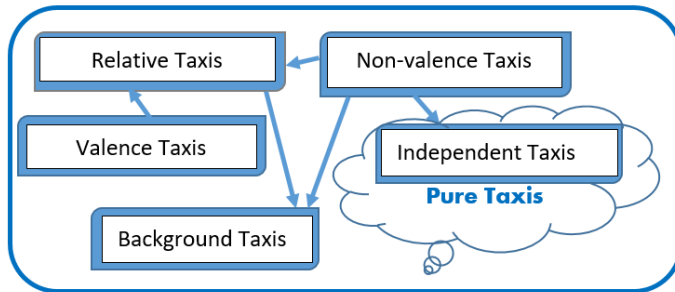 Relative Taxis
Non-valence Taxis
Valence Taxis
Independent Taxis
Pure Taxis
Background Taxis